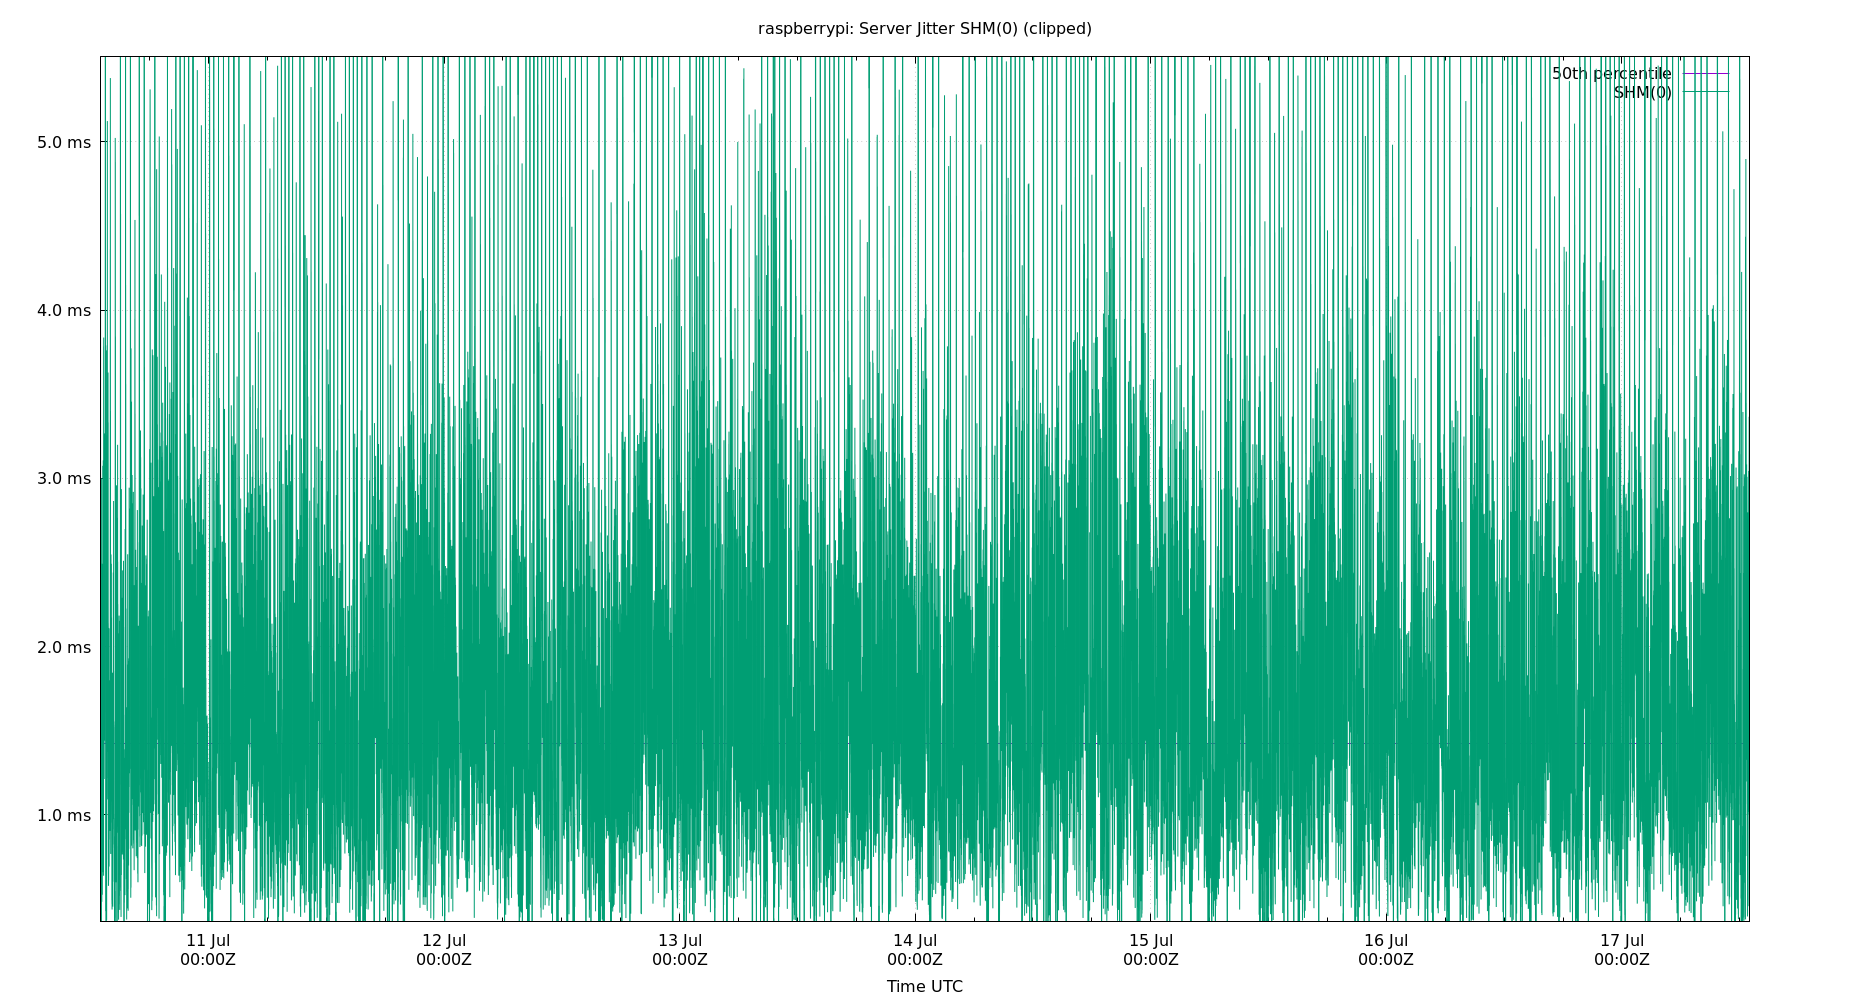 raspberrypi: Server Jitter SHM(0) (clipped)
50th percentile
SHM(0)
5.0 ms
4.0 ms
3.0 ms
2.0 ms
1.0 ms
11 Jul 12 Jul 13 Jul 14 Jul 15 Jul 16 Jul 17 Jul
00:00Z 00:00Z 00:00Z 00:00Z 00:00Z 00:00Z 00:00Z
Time UTC